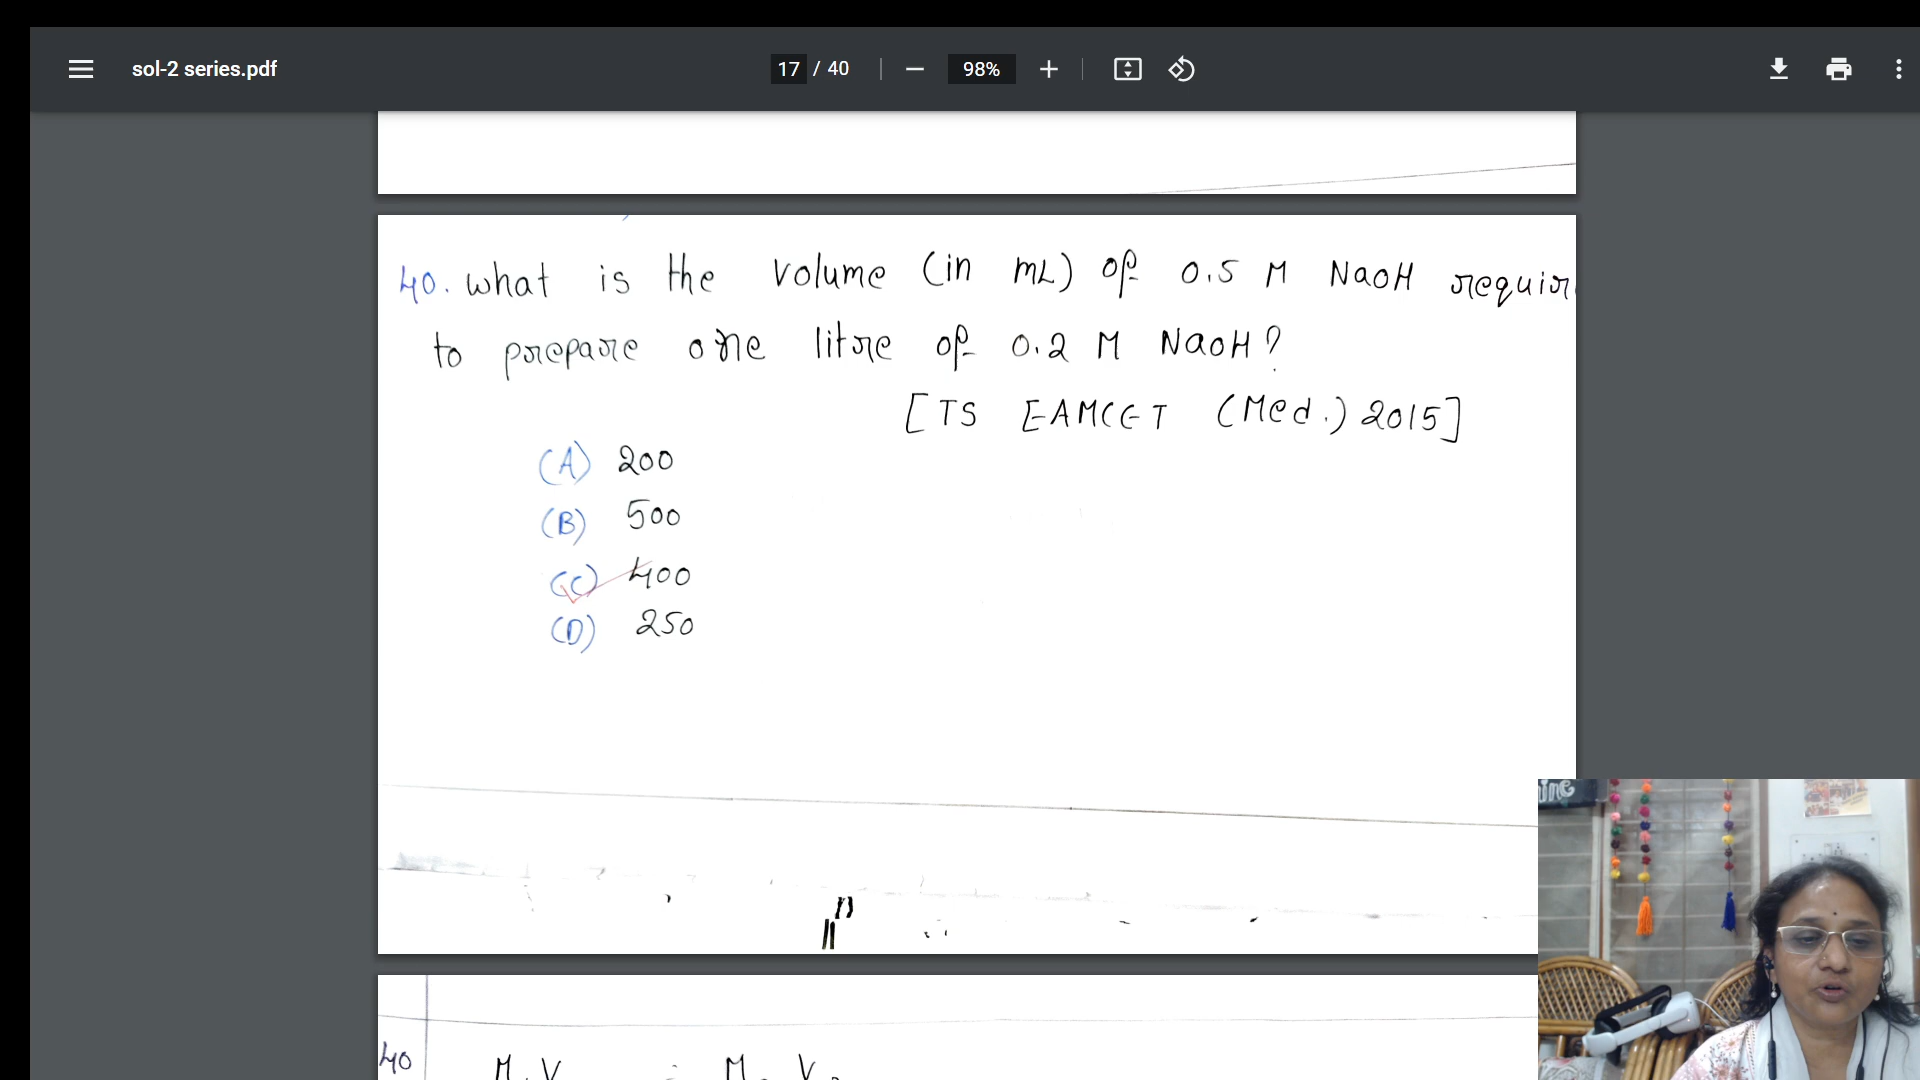 sol-2 series.pdf
17 / 40
98%
40. what is the volume (in mL) of 0.5 M NaOH requir
to prepare one litre of 0.2 M NaOH?
[TS EAMCET (Med.) 2015]
(A) 200
(B) 500
(C) 400
(D) 250
40